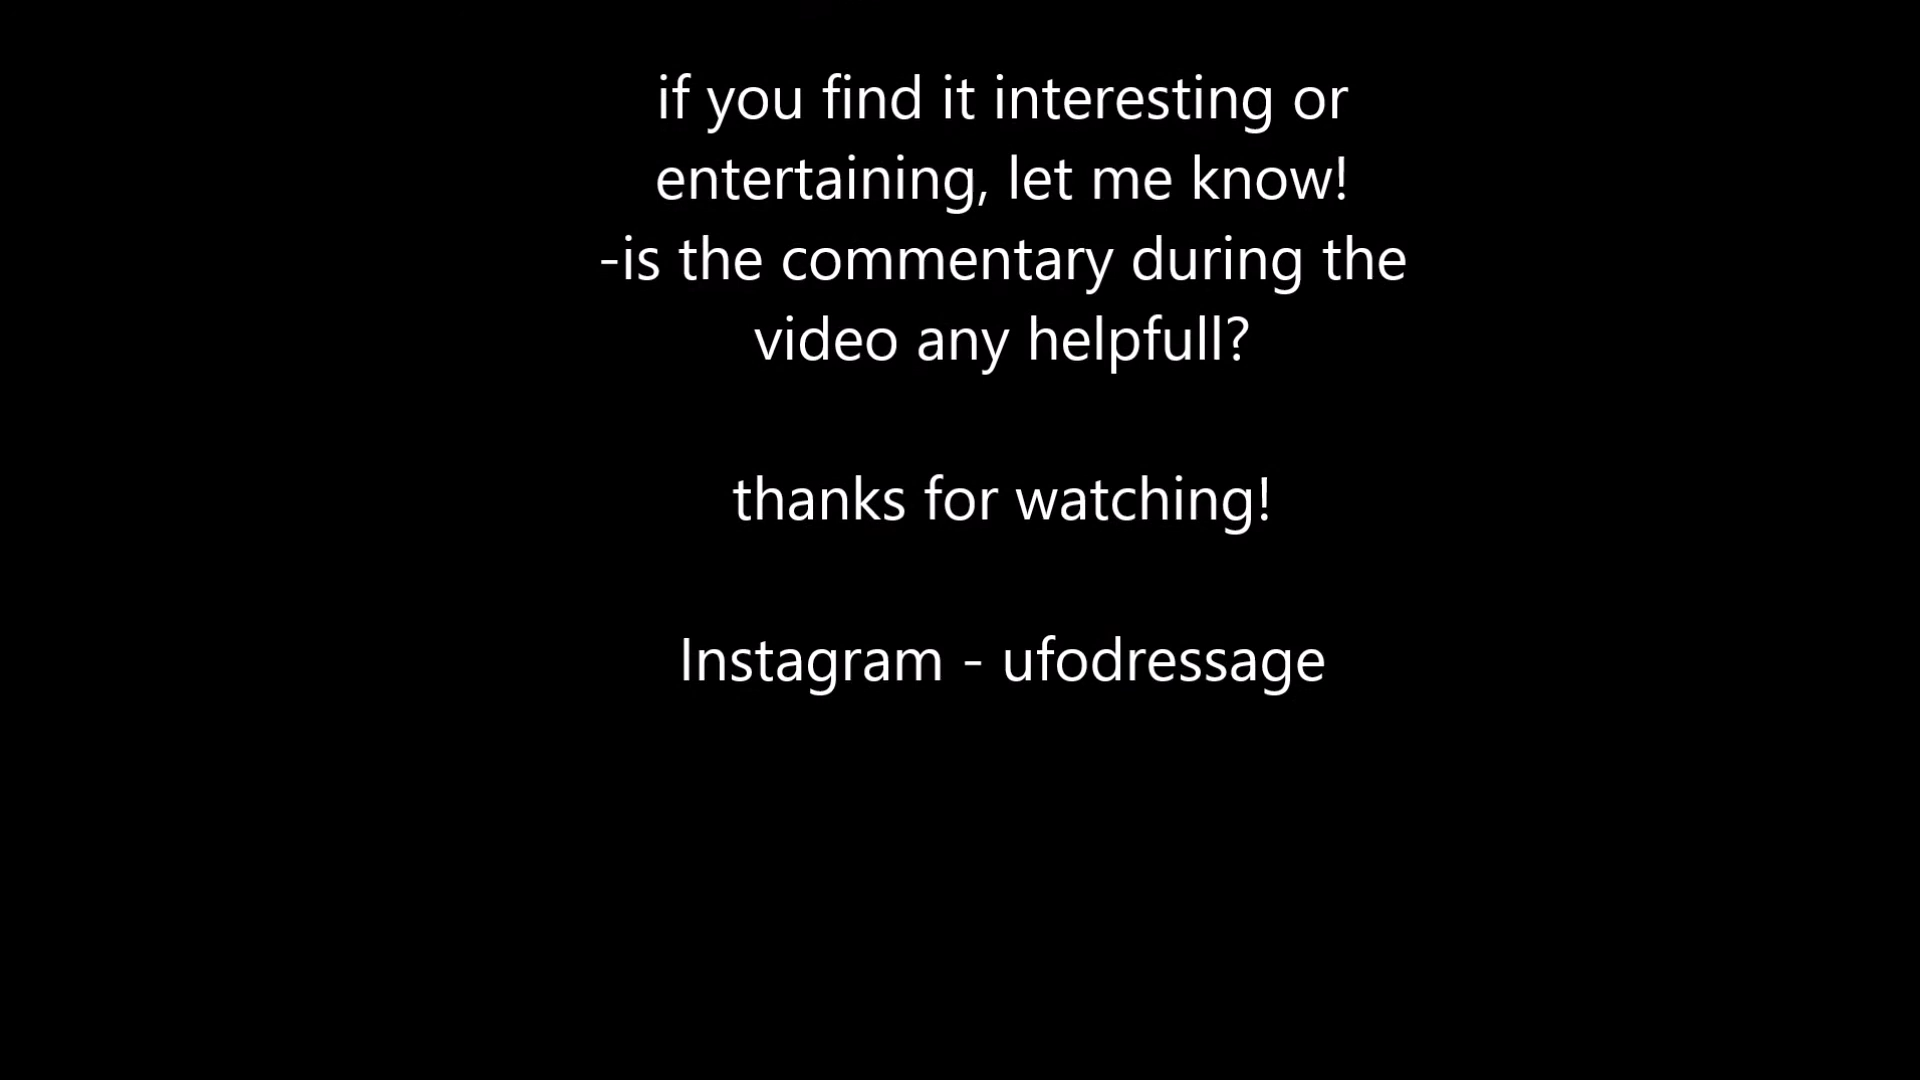 if you find it interesting or
entertaining, let me know!
-is the commentary during the
video any helpfull?
thanks for watching!
Instagram - ufodressage